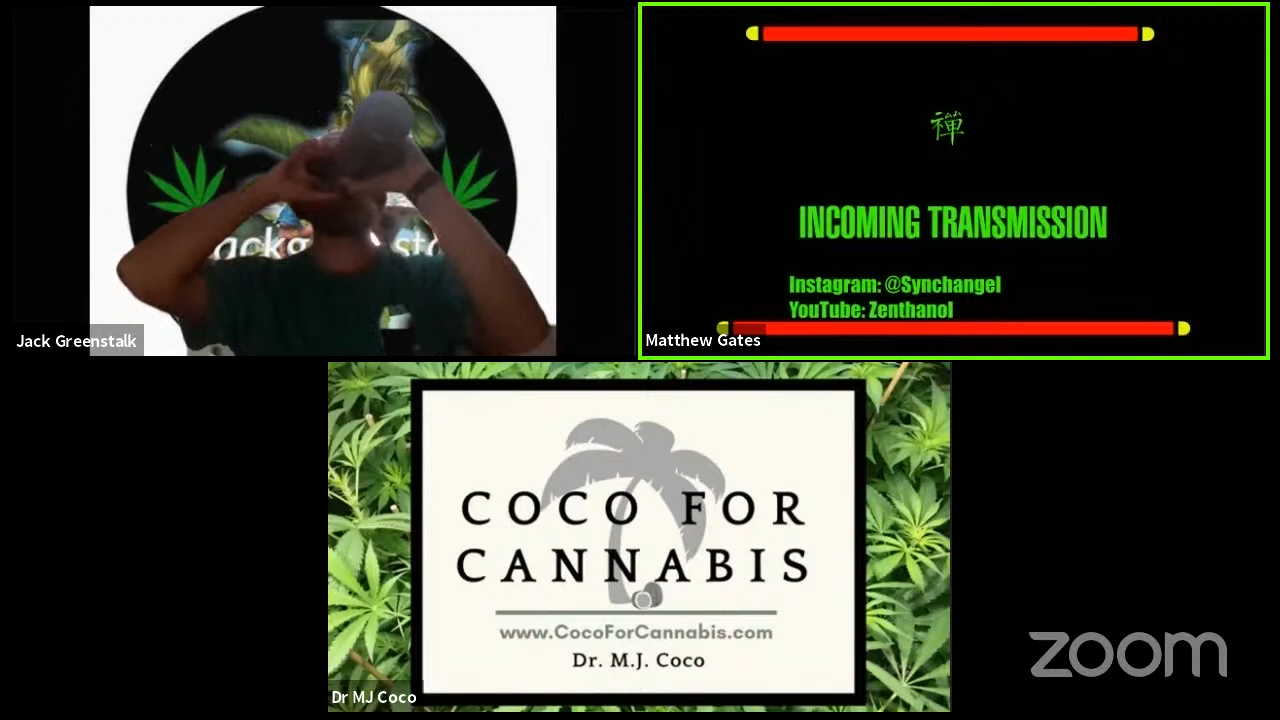 Jack Greenstalk
禪
INCOMING TRANSMISSION
Instagram: @Synchangel
YouTube: Zenthanol
Matthew Gates
COCO FOR
CANNABIS
www.CocoForCannabis.com
Dr. M.J. Coco
Dr MJ Coco
zoom